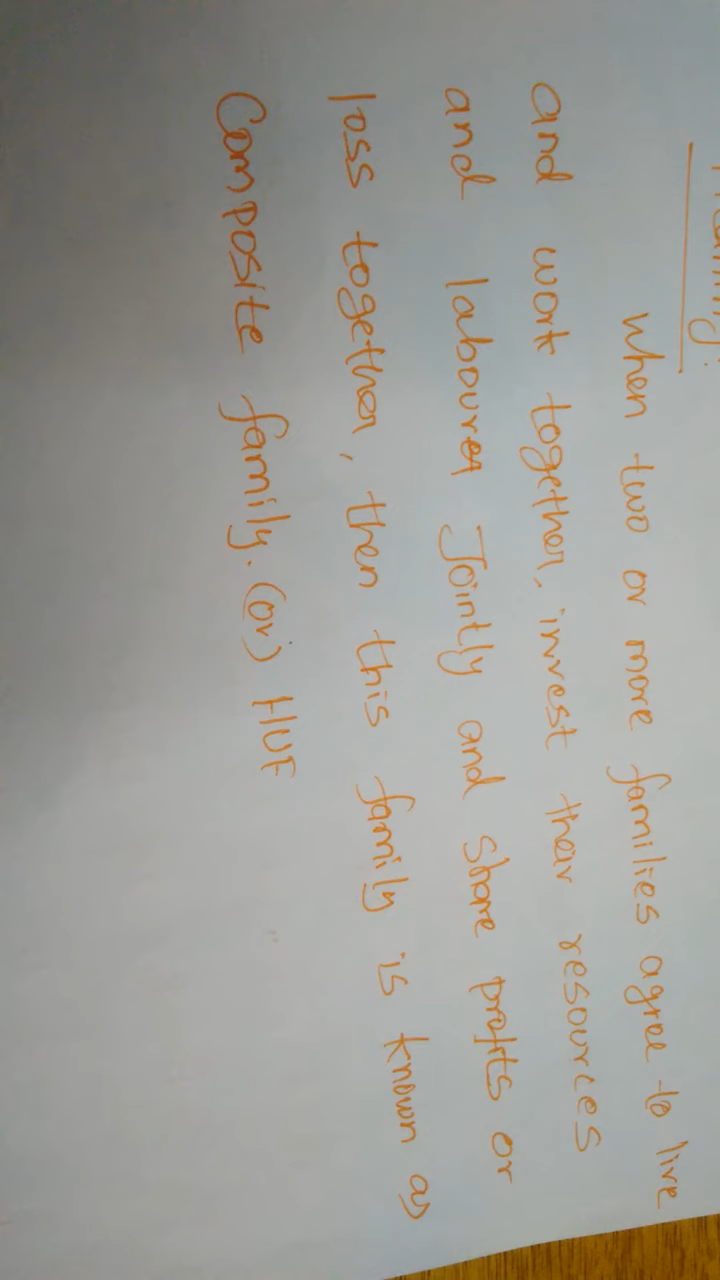 Meaning:
When two or more families agree to live
and work together, invest their resources
and labourer Jointly and share profits or
loss together, then this family is known as
Composite family. (or) HUF